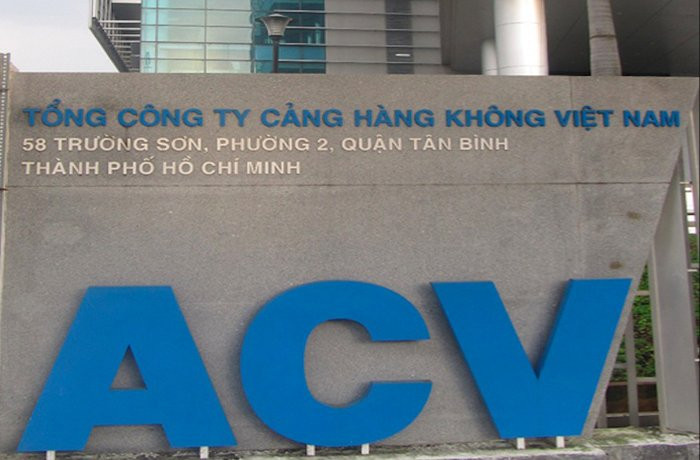 TỔNG CÔNG TY CẢNG HÀNG KHÔNG VIỆT NAM
58 TRƯỜNG SƠN, PHƯỜNG 2, QUẬN TÂN BÌNH
THÀNH PHỐ HỒ CHÍ MINH
ACV